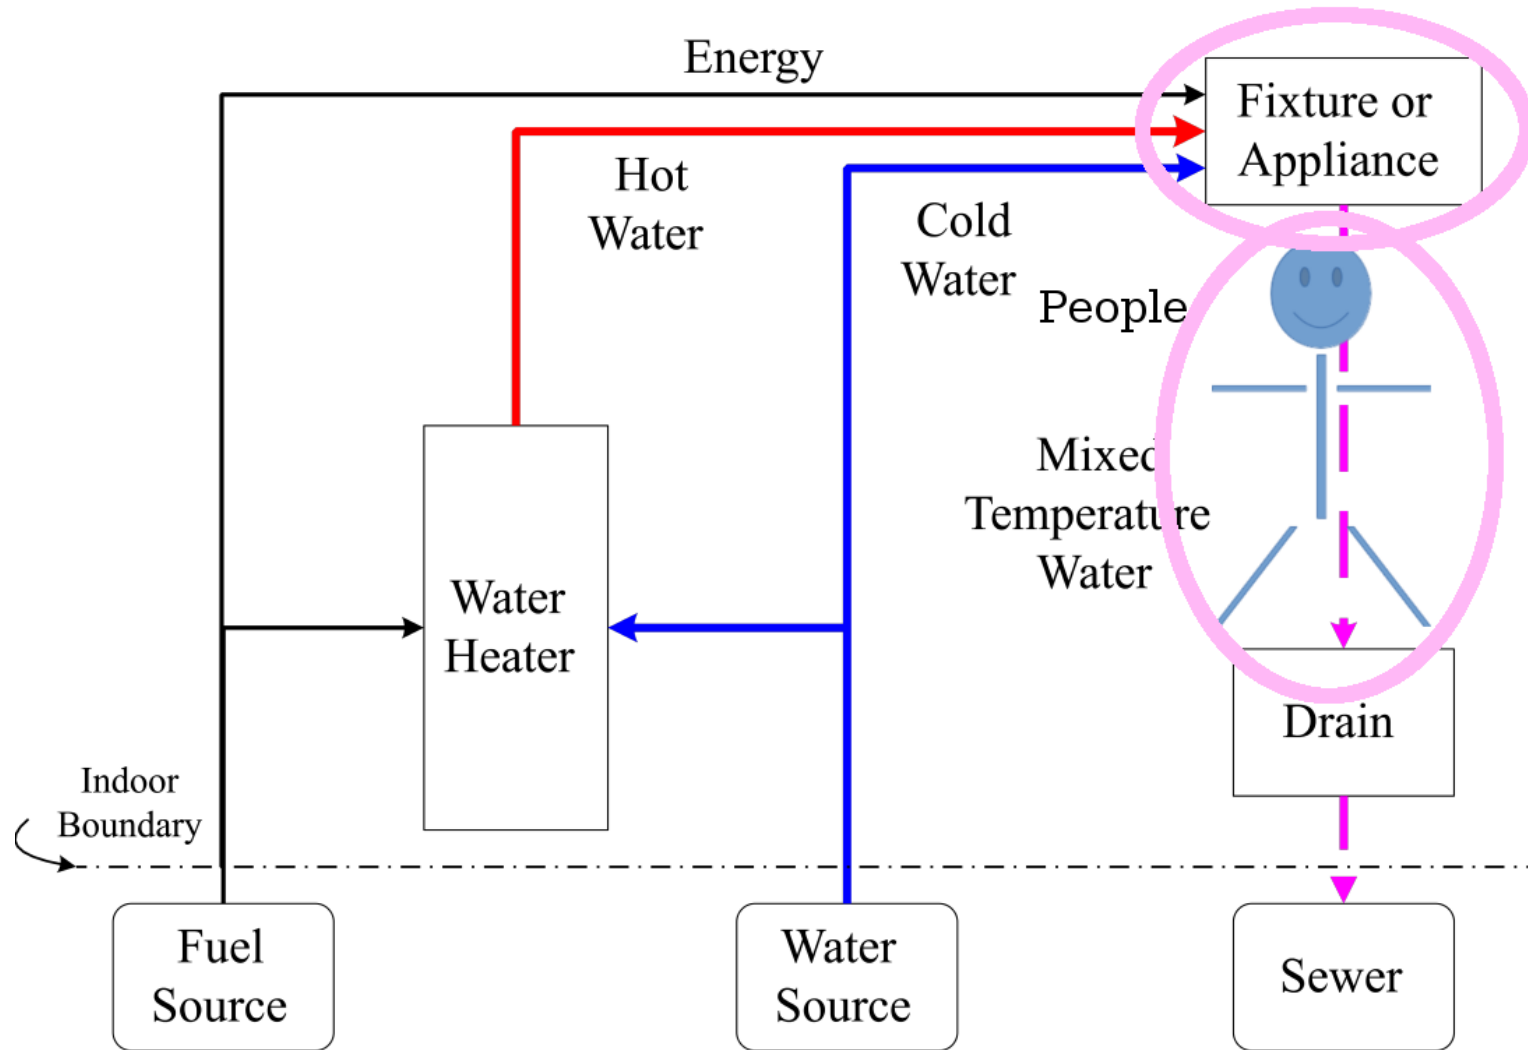 Energy
Fixture or
Appliance
Hot
Water
Cold
Water
People
Mixed
Temperature
Water
Water
Heater
Drain
Indoor
Boundary
Fuel
Source
Water
Source
Sewer